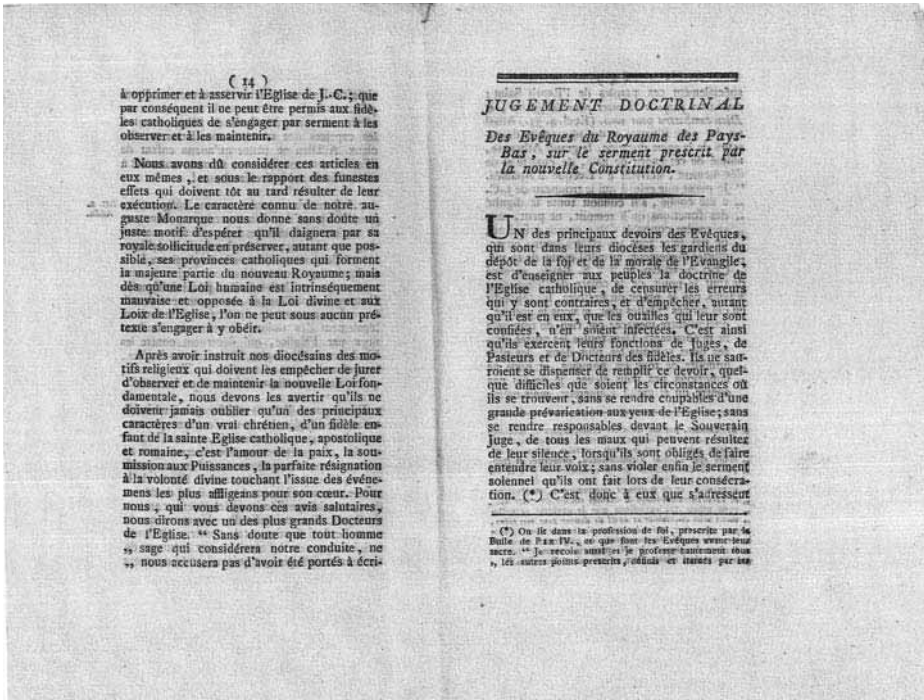 ( 14 )
à opprimer et à asservir l'Eglise de J.-C.; que
par conséquent il ne peut être permis aux fidè-
les catholiques de s'engager par serment à les
observer et à les maintenir.
Nous avons dû considérer ces articles en
eux mêmes, et sous le rapport des funestes
effets qui doivent tôt au tard résulter de leur
exécution. Le caractère connu de notre au-
guste Monarque nous donne sans doute un
juste motif d'espérer qu'il daignera par sa
royale sollicitude en préserver, autant que pos-
sible, ses provinces catholiques qui forment
la majeure partie du nouveau Royaume; mais
dès qu'une Loi humaine est intrinséquement
mauvaise et opposée à la Loi divine et aux
Loix de l'Eglise, l'on ne peut sous aucun pré-
texte s'engager à y obéir.
Après avoir instruit nos diocésains des mo-
tifs religieux qui doivent les empêcher de jurer
d'observer et de maintenir la nouvelle Loi fon-
damentale, nous devons les avertir qu'ils ne
doivent jamais oublier qu'un des principaux
caractères d'un vrai chrétien, d'un fidèle en-
fant de la sainte Eglise catholique, apostolique
et romaine, c'est l'amour de la paix, la sou-
mission aux Puissances, la parfaite résignation
à la volonté divine touchant l'issue des événe-
mens les plus affligeans pour son cœur. Pour
nous, qui vous devons ces avis salutaires,
nous dirons avec un des plus grands Docteurs
de l'Eglise. “ Sans doute que tout homme
„ sage qui considérera notre conduite, ne
„ nous accusera pas d'avoir été portés à écri-
JUGEMENT DOCTRINAL
Des Evêques du Royaume des Pays-
Bas, sur le serment prescrit par
la nouvelle Constitution.
UN des principaux devoirs des Evêques,
qui sont dans leurs diocèses les gardiens du
dépôt de la foi et de la morale de l'Evangile,
est d'enseigner aux peuples la doctrine de
l'Eglise catholique, de censurer les erreurs
qui y sont contraires, et d'empêcher, autant
qu'il est en eux, que les ouailles qui leur sont
confiées, n'en soient infectées. C'est ainsi
qu'ils exercent leurs fonctions de Juges, de
Pasteurs et de Docteurs des fidèles. Ils ne sau-
roient se dispenser de remplir ce devoir, quel-
que difficiles que soient les circonstances où
ils se trouvent, sans se rendre coupables d'une
grande prévarication aux yeux de l'Eglise; sans
se rendre responsables devant le Souverain
Juge, de tous les maux qui peuvent résulter
de leur silence, lorsqu'ils sont obligés de faire
entendre leur voix; sans violer enfin le serment
solennel qu'ils ont fait lors de leur consécra-
tion. (*) C'est donc à eux que s'adressent
(*) On lit dans la profession de foi, prescrite par la
Bulle de PIE IV., et que font les Evêques avant leur
sacre. “ Je reçois aussi et je professe hautement tous
„ les autres points prescrits, définis et par les